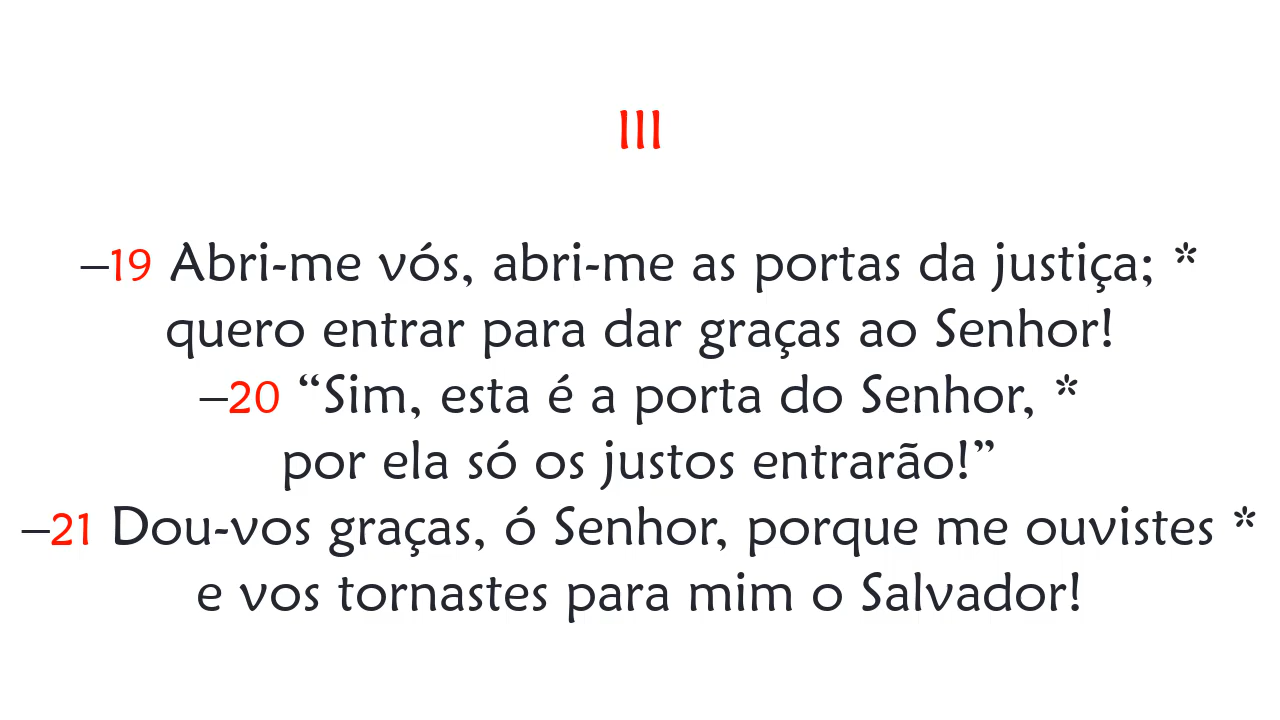 III
–19 Abri-me vós, abri-me as portas da justiça; *
quero entrar para dar graças ao Senhor!
–20 “Sim, esta é a porta do Senhor, *
por ela só os justos entrarão!”
–21 Dou-vos graças, ó Senhor, porque me ouvistes *
e vos tornastes para mim o Salvador!